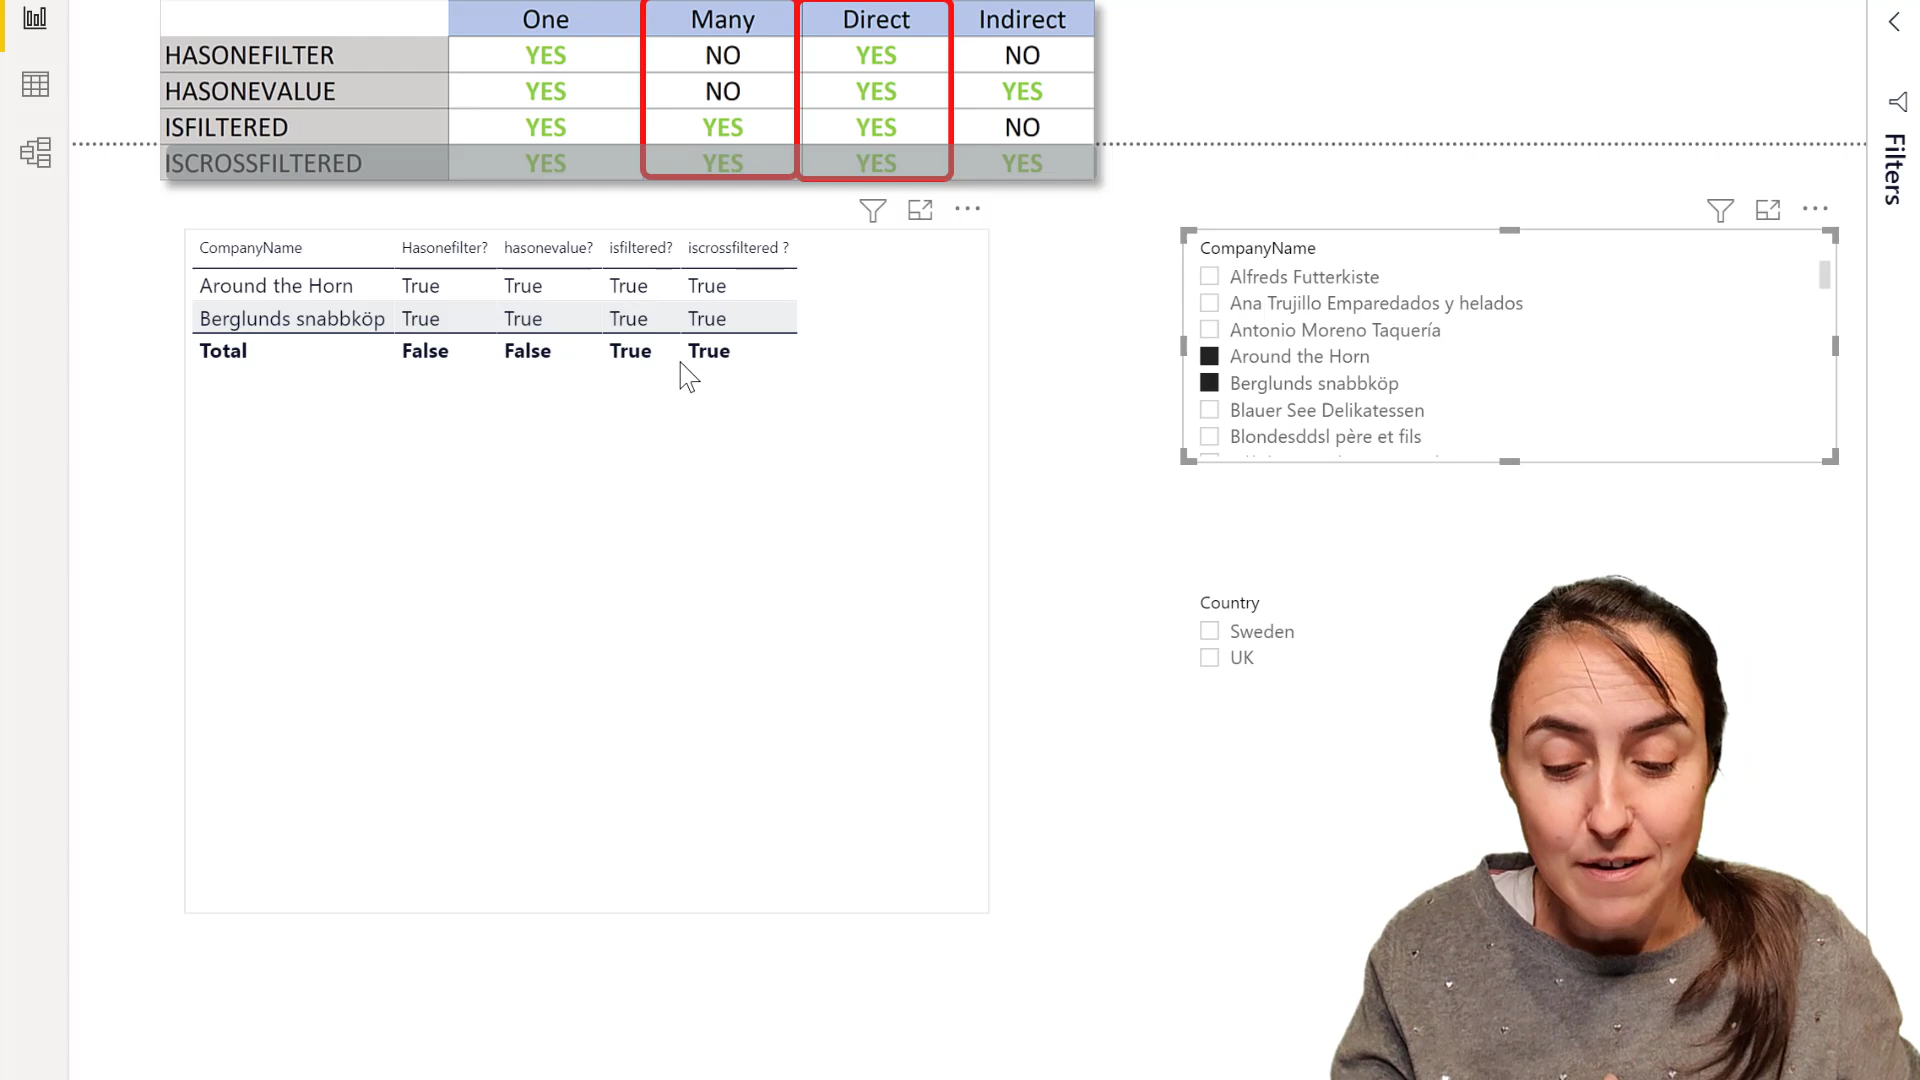 One Many Direct Indirect
HASONEFILTER YES NO YES NO
HASONEVALUE YES NO YES YES
ISFILTERED YES YES YES NO
ISCROSSFILTERED YES YES YES YES
Filters
CompanyName Hasonefilter? hasonevalue? isfiltered? iscrossfiltered ?
Around the Horn True True True True
Berglunds snabbköp True True True True
Total False False True True
CompanyName
Alfreds Futterkiste
Ana Trujillo Emparedados y helados
Antonio Moreno Taquería
Around the Horn
Berglunds snabbköp
Blauer See Delikatessen
Blondesddsl père et fils
Country
Sweden
UK